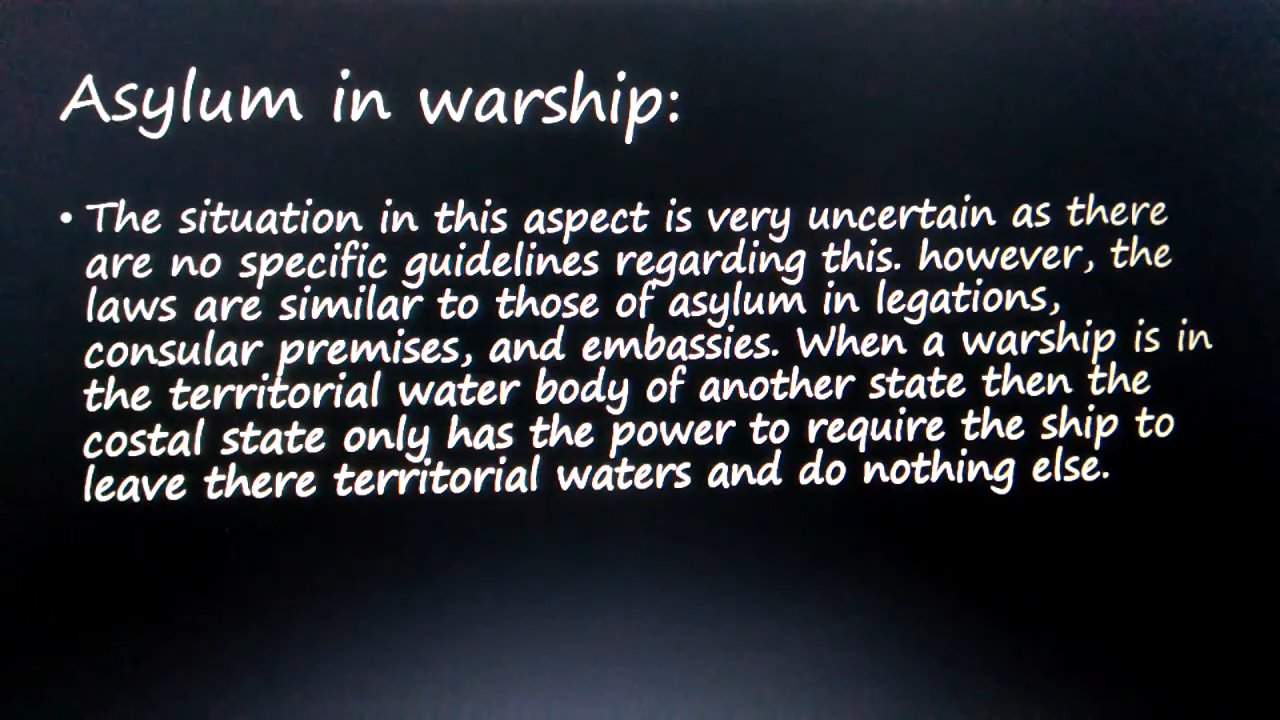 Asylum in warship:
• The situation in this aspect is very uncertain as there
are no specific guidelines regarding this. however, the
laws are similar to those of asylum in legations,
consular premises, and embassies. When a warship is in
the territorial water body of another state then the
costal state only has the power to require the ship to
leave there territorial waters and do nothing else.